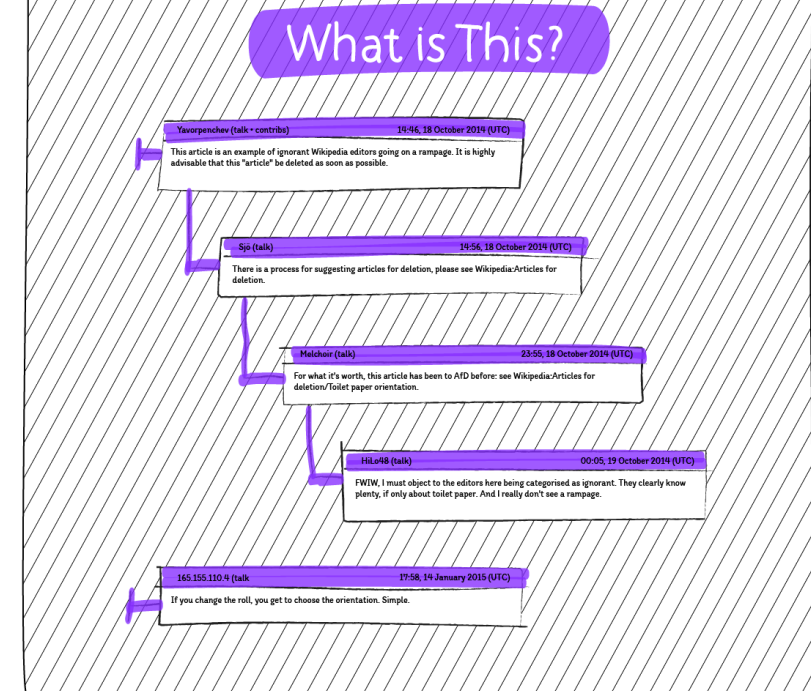 What is This?
Yavorpenchev (talk • contribs) 14:46, 18 October 2014 (UTC)
This article is an example of ignorant Wikipedia editors going on a rampage. It is highly
advisable that this "article" be deleted as soon as possible.
Sjö (talk) 14:56, 18 October 2014 (UTC)
There is a process for suggesting articles for deletion, please see Wikipedia:Articles for
deletion.
Melchoir (talk) 23:55, 18 October 2014 (UTC)
For what it's worth, this article has been to AfD before: see Wikipedia:Articles for
deletion/Toilet paper orientation.
HiLo48 (talk) 00:05, 19 October 2014 (UTC)
FWIW, I must object to the editors here being categorised as ignorant. They clearly know
plenty, if only about toilet paper. And I really don't see a rampage.
165.155.110.4 (talk 17:58, 14 January 2015 (UTC)
If you change the roll, you get to choose the orientation. Simple.